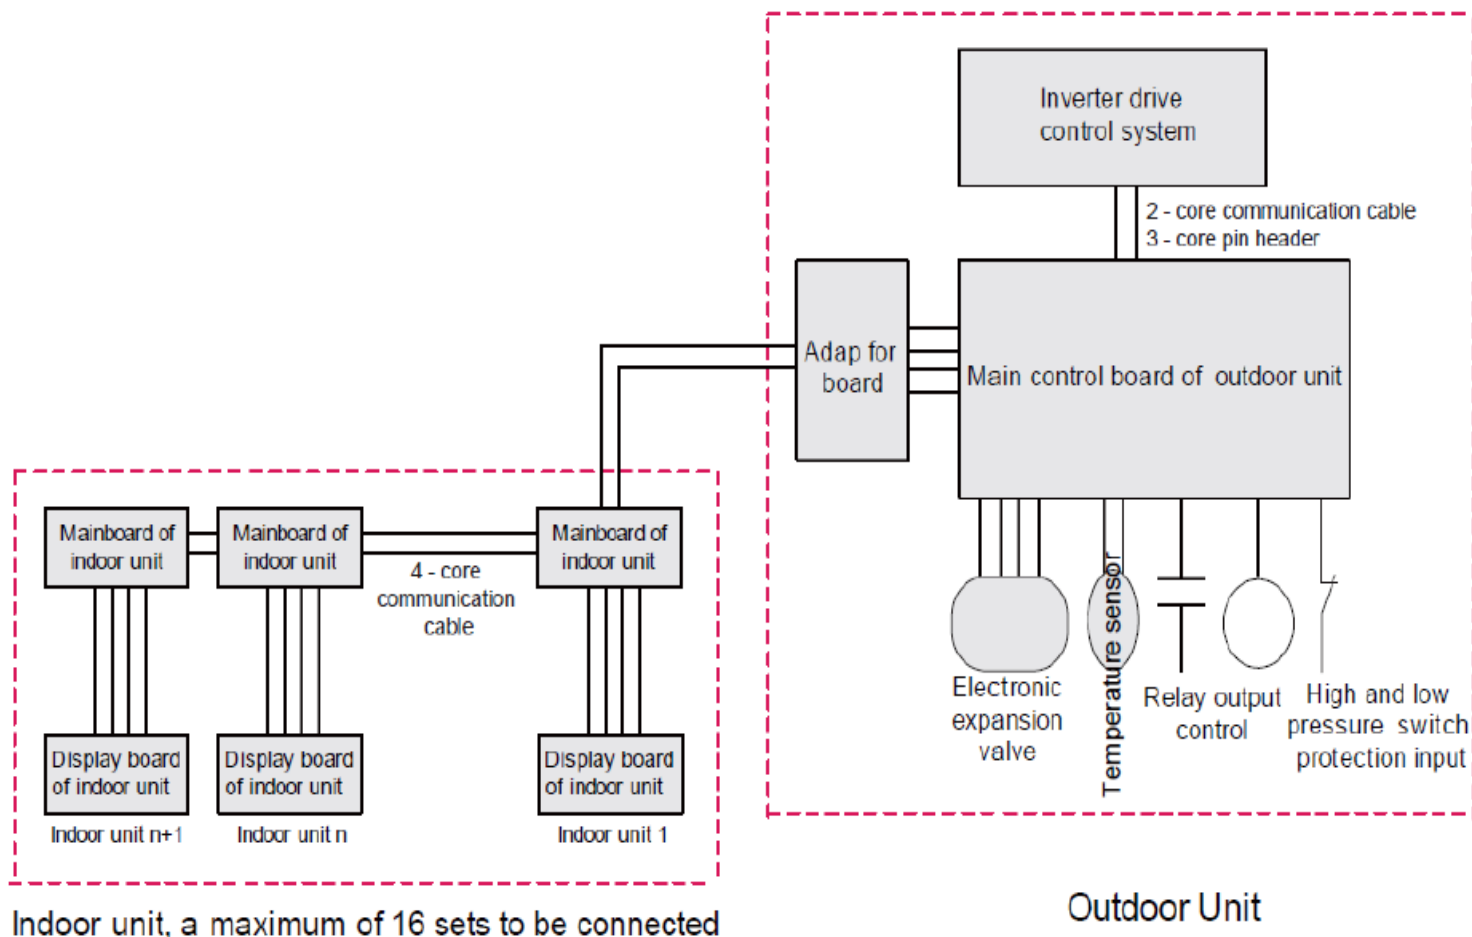 Inverter drive
control system
2 - core communication cable
3 - core pin header
Adap for
board
Main control board of outdoor unit
Mainboard of
indoor unit
Mainboard of
indoor unit
Mainboard of
indoor unit
4 - core
communication
cable
Display board
of indoor unit
Display board
of indoor unit
Display board
of indoor unit
Indoor unit n+1
Indoor unit n
Indoor unit 1
Electronic
expansion
valve
Temperature sensor
Relay output
control
High and low
pressure switch
protection input
Indoor unit, a maximum of 16 sets to be connected
Outdoor Unit